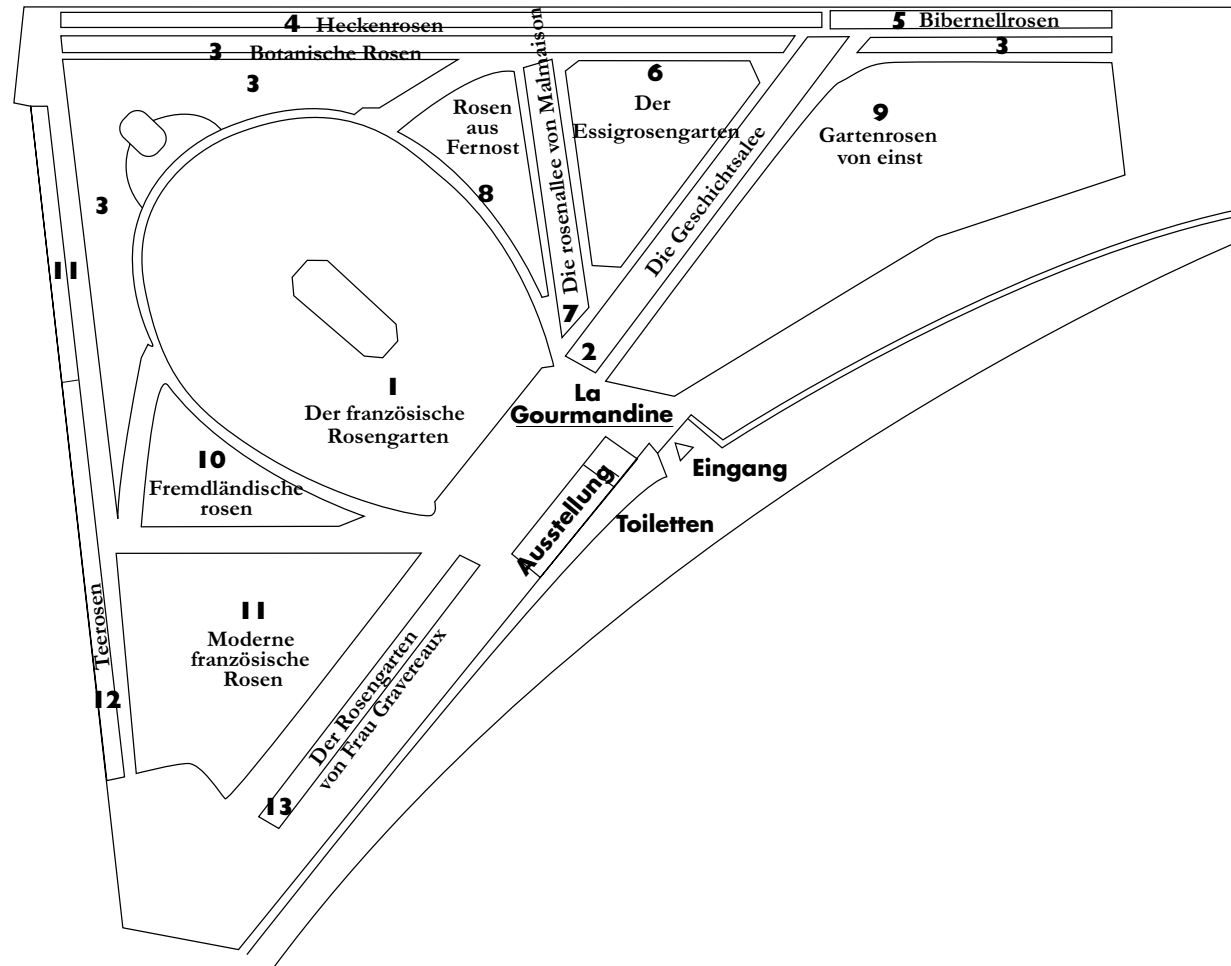 4 Heckenrosen
5 Bibernellrosen
3 Botanische Rosen
3
3
6
Der
Essigrosengarten
9
Gartenrosen
von einst
Rosen
aus
Fernost
8
Die rosenallee von Malmaison
7
Die Geschichtsalee
2
3
11
1
Der französische
Rosengarten
La
Gourmandine
10
Fremdländische
rosen
Eingang
Ausstellung
Toiletten
11
Moderne
französische
Rosen
Teerosen
12
Der Rosengarten
von Frau Gravereaux
13